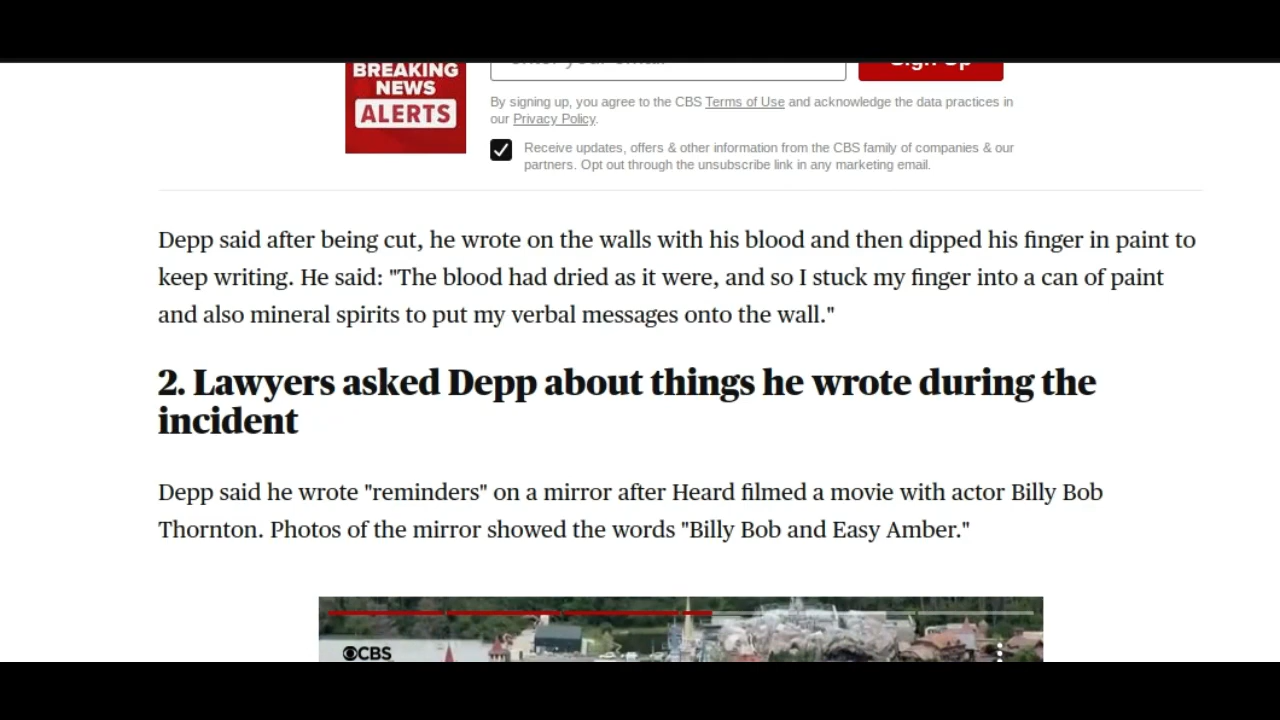 BREAKING
NEWS
ALERTS
enter your email
Sign Up
By signing up, you agree to the CBS Terms of Use and acknowledge the data practices in
our Privacy Policy.
Receive updates, offers & other information from the CBS family of companies & our
partners. Opt out through the unsubscribe link in any marketing email.
Depp said after being cut, he wrote on the walls with his blood and then dipped his finger in paint to
keep writing. He said: "The blood had dried as it were, and so I stuck my finger into a can of paint
and also mineral spirits to put my verbal messages onto the wall."
2. Lawyers asked Depp about things he wrote during the
incident
Depp said he wrote "reminders" on a mirror after Heard filmed a movie with actor Billy Bob
Thornton. Photos of the mirror showed the words "Billy Bob and Easy Amber."
CBS